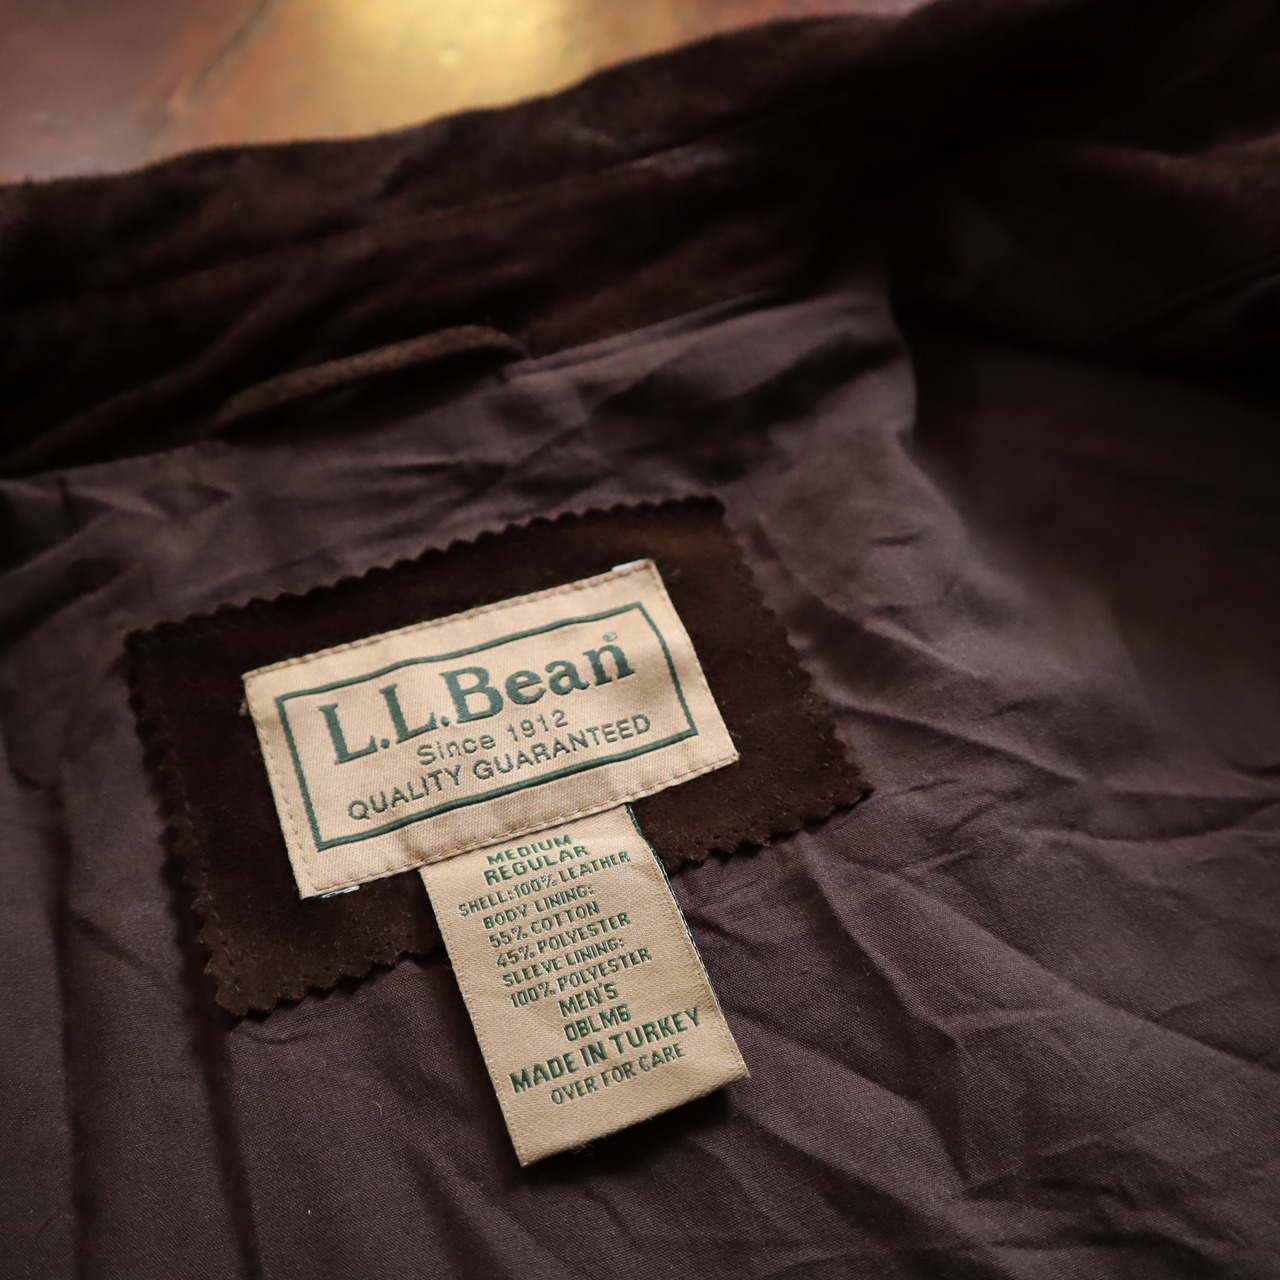 L.L.Bean®
Since 1912
QUALITY GUARANTEED
MEDIUM
REGULAR
SHELL:100% LEATHER
BODY LINING:
55% COTTON
45% POLYESTER
SLEEVE LINING:
100% POLYESTER
MEN'S
0BLM6
MADE IN TURKEY
OVER FOR CARE